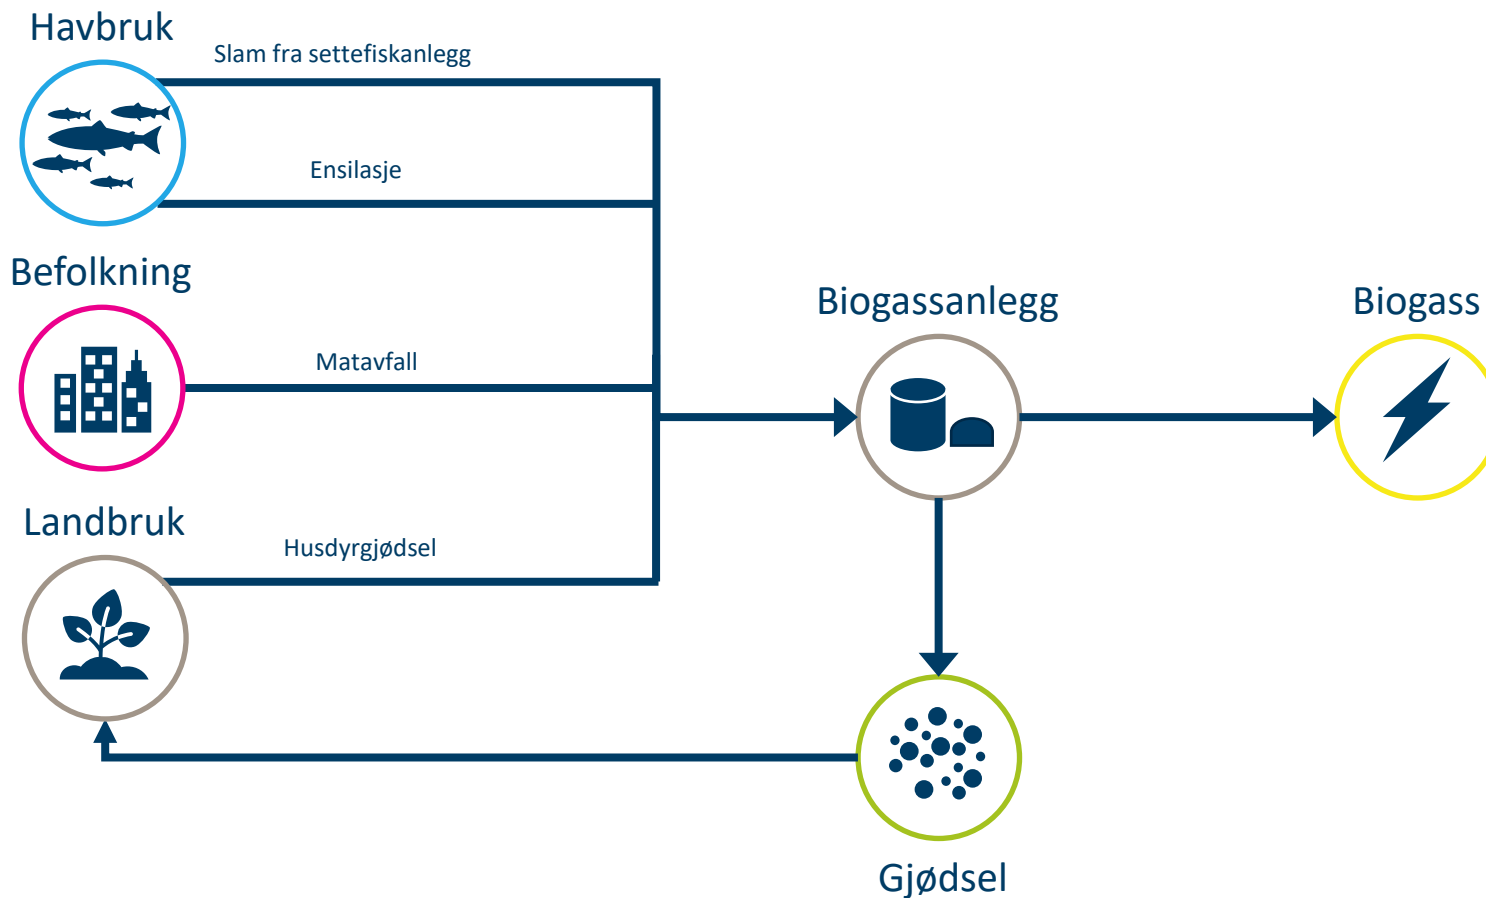 Havbruk
Slam fra settefiskanlegg
Ensilasje
Befolkning
Matavfall
Biogassanlegg
Biogass
Landbruk
Husdyrgjødsel
Gjødsel